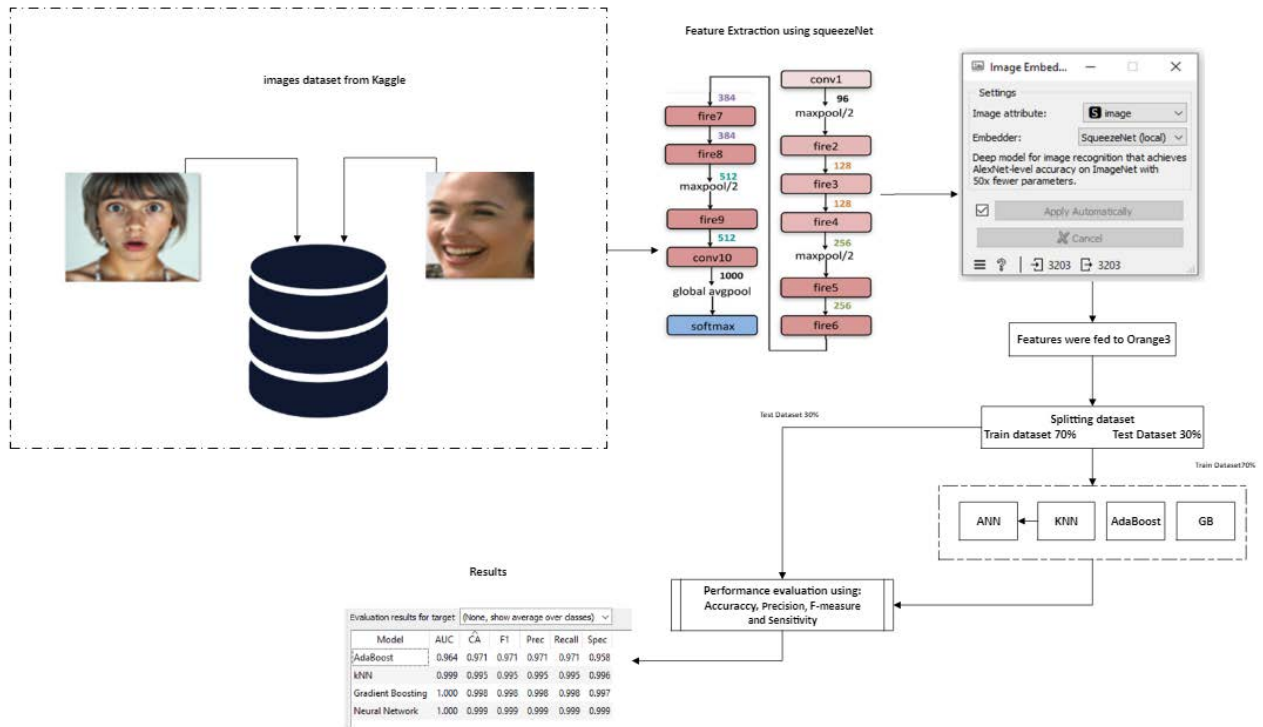 images dataset from Kaggle
Feature Extraction using squeezeNet
384
fire7
384
fire8
512
maxpool/2
fire9
512
conv10
1000
global avgpool
softmax
conv1
96
maxpool/2
fire2
128
fire3
128
fire4
256
maxpool/2
fire5
256
fire6
Image Embed...
Settings
Image attribute: S image
Embedder: SqueezeNet (local)
Deep model for image recognition that achieves
AlexNet-level accuracy on ImageNet with
50x fewer parameters.
Apply Automatically
Cancel
? 3203 3203
Features were fed to Orange3
Splitting dataset
Train dataset 70% Test Dataset 30%
Test Dataset 30%
Train Dataset70%
ANN KNN AdaBoost GB
Performance evaluation using:
Accuraccy, Precision, F-measure
and Sensitivity
Results
Evaluation results for target (None, show average over classes)
Model AUC CA F1 Prec Recall Spec
AdaBoost 0.964 0.971 0.971 0.971 0.971 0.958
kNN 0.999 0.995 0.995 0.995 0.995 0.996
Gradient Boosting 1.000 0.998 0.998 0.998 0.998 0.997
Neural Network 1.000 0.999 0.999 0.999 0.999 0.999